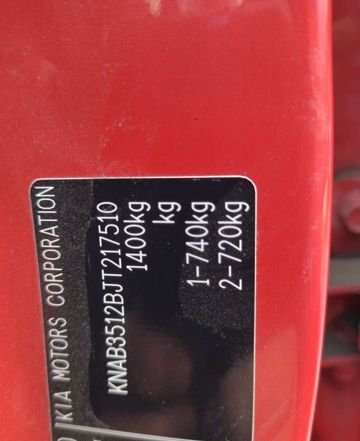 KIA MOTORS CORPORATION
KNAB3512BJT217510
1400kg
kg
1-740kg
2-720kg